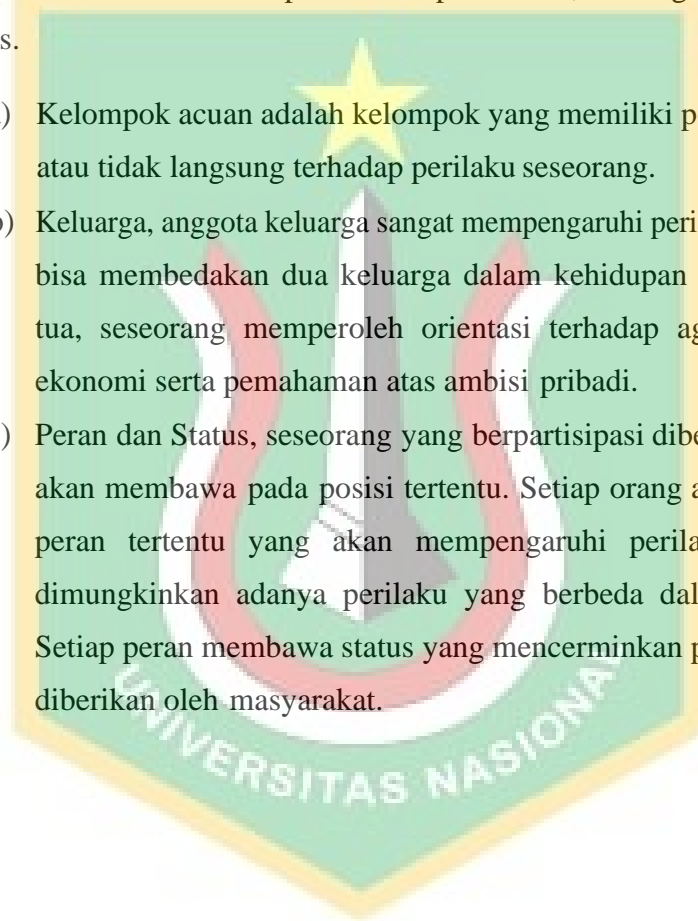 s.
) Kelompok acuan adalah kelompok yang memiliki p
atau tidak langsung terhadap perilaku seseorang.
) Keluarga, anggota keluarga sangat mempengaruhi peri
bisa membedakan dua keluarga dalam kehidupan
tua, seseorang memperoleh orientasi terhadap ag
ekonomi serta pemahaman atas ambisi pribadi.
) Peran dan Status, seseorang yang berpartisipasi dibe
akan membawa pada posisi tertentu. Setiap orang a
peran tertentu yang akan mempengaruhi perila
dimungkinkan adanya perilaku yang berbeda dal
Setiap peran membawa status yang mencerminkan p
diberikan oleh masyarakat.
UNIVERSITAS NASIONAL